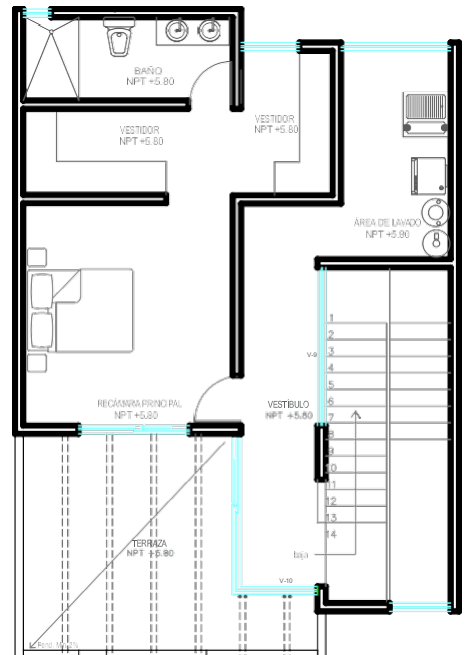 BAÑO
NPT +5.80
VESTIDOR
NPT +5.80
VESTIDOR
NPT +5.80
ÁREA DE LAVADO
NPT +5.80
V-9
1
2
3
4
5
6
7
8
9
10
11
12
13
14
RECÁMARA PRINCIPAL
NPT +5.80
VESTÍBULO
NPT +5.80
TERRAZA
NPT +5.80
baja
V-10
Pend.